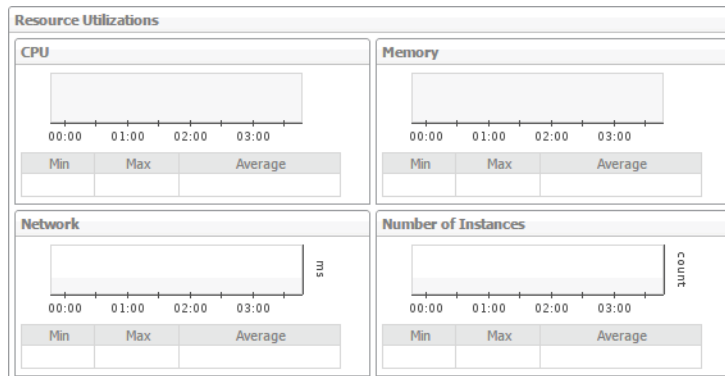 Resource Utilizations
CPU
00:00 01:00 02:00 03:00
Min Max Average
Memory
00:00 01:00 02:00 03:00
Min Max Average
Network
ms
00:00 01:00 02:00 03:00
Min Max Average
Number of Instances
count
00:00 01:00 02:00 03:00
Min Max Average